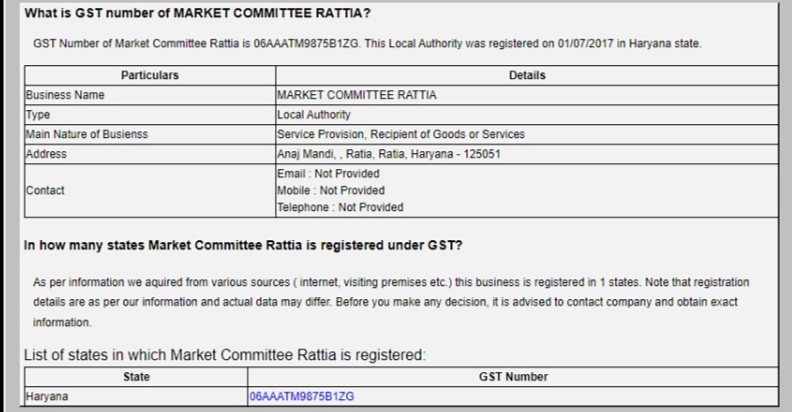 What is GST number of MARKET COMMITTEE RATTIA?
GST Number of Market Committee Rattia is 06AAATM9875B1ZG. This Local Authority was registered on 01/07/2017 in Haryana state.
Particulars Details
Business Name MARKET COMMITTEE RATTIA
Type Local Authority
Main Nature of Busienss Service Provision, Recipient of Goods or Services
Address Anaj Mandi, , Ratia, Ratia, Haryana - 125051
Contact Email : Not Provided
Mobile : Not Provided
Telephone : Not Provided
In how many states Market Committee Rattia is registered under GST?
As per information we aquired from various sources ( internet, visiting premises etc.) this business is registered in 1 states. Note that registration
details are as per our information and actual data may differ. Before you make any decision, it is advised to contact company and obtain exact
information.
List of states in which Market Committee Rattia is registered:
State GST Number
Haryana 06AAATM9875B1ZG